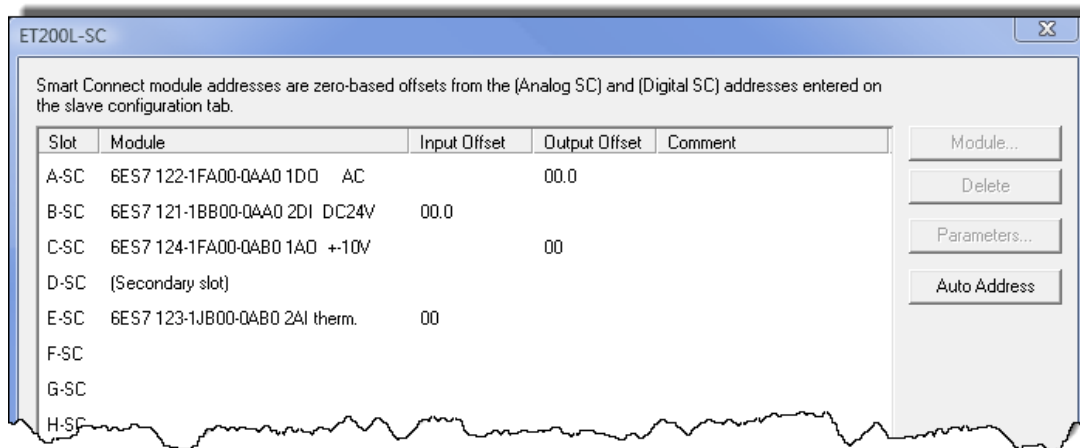 ET200L-SC
Smart Connect module addresses are zero-based offsets from the (Analog SC) and (Digital SC) addresses entered on
the slave configuration tab.
Slot Module Input Offset Output Offset Comment
A-SC 6ES7 122-1FA00-0AA0 1DO AC 00.0
B-SC 6ES7 121-1BB00-0AA0 2DI DC24V 00.0
C-SC 6ES7 124-1FA00-0AB0 1AO +-10V 00
D-SC (Secondary slot)
E-SC 6ES7 123-1JB00-0AB0 2AI therm. 00
F-SC
G-SC
H-SC
Module...
Delete
Parameters...
Auto Address